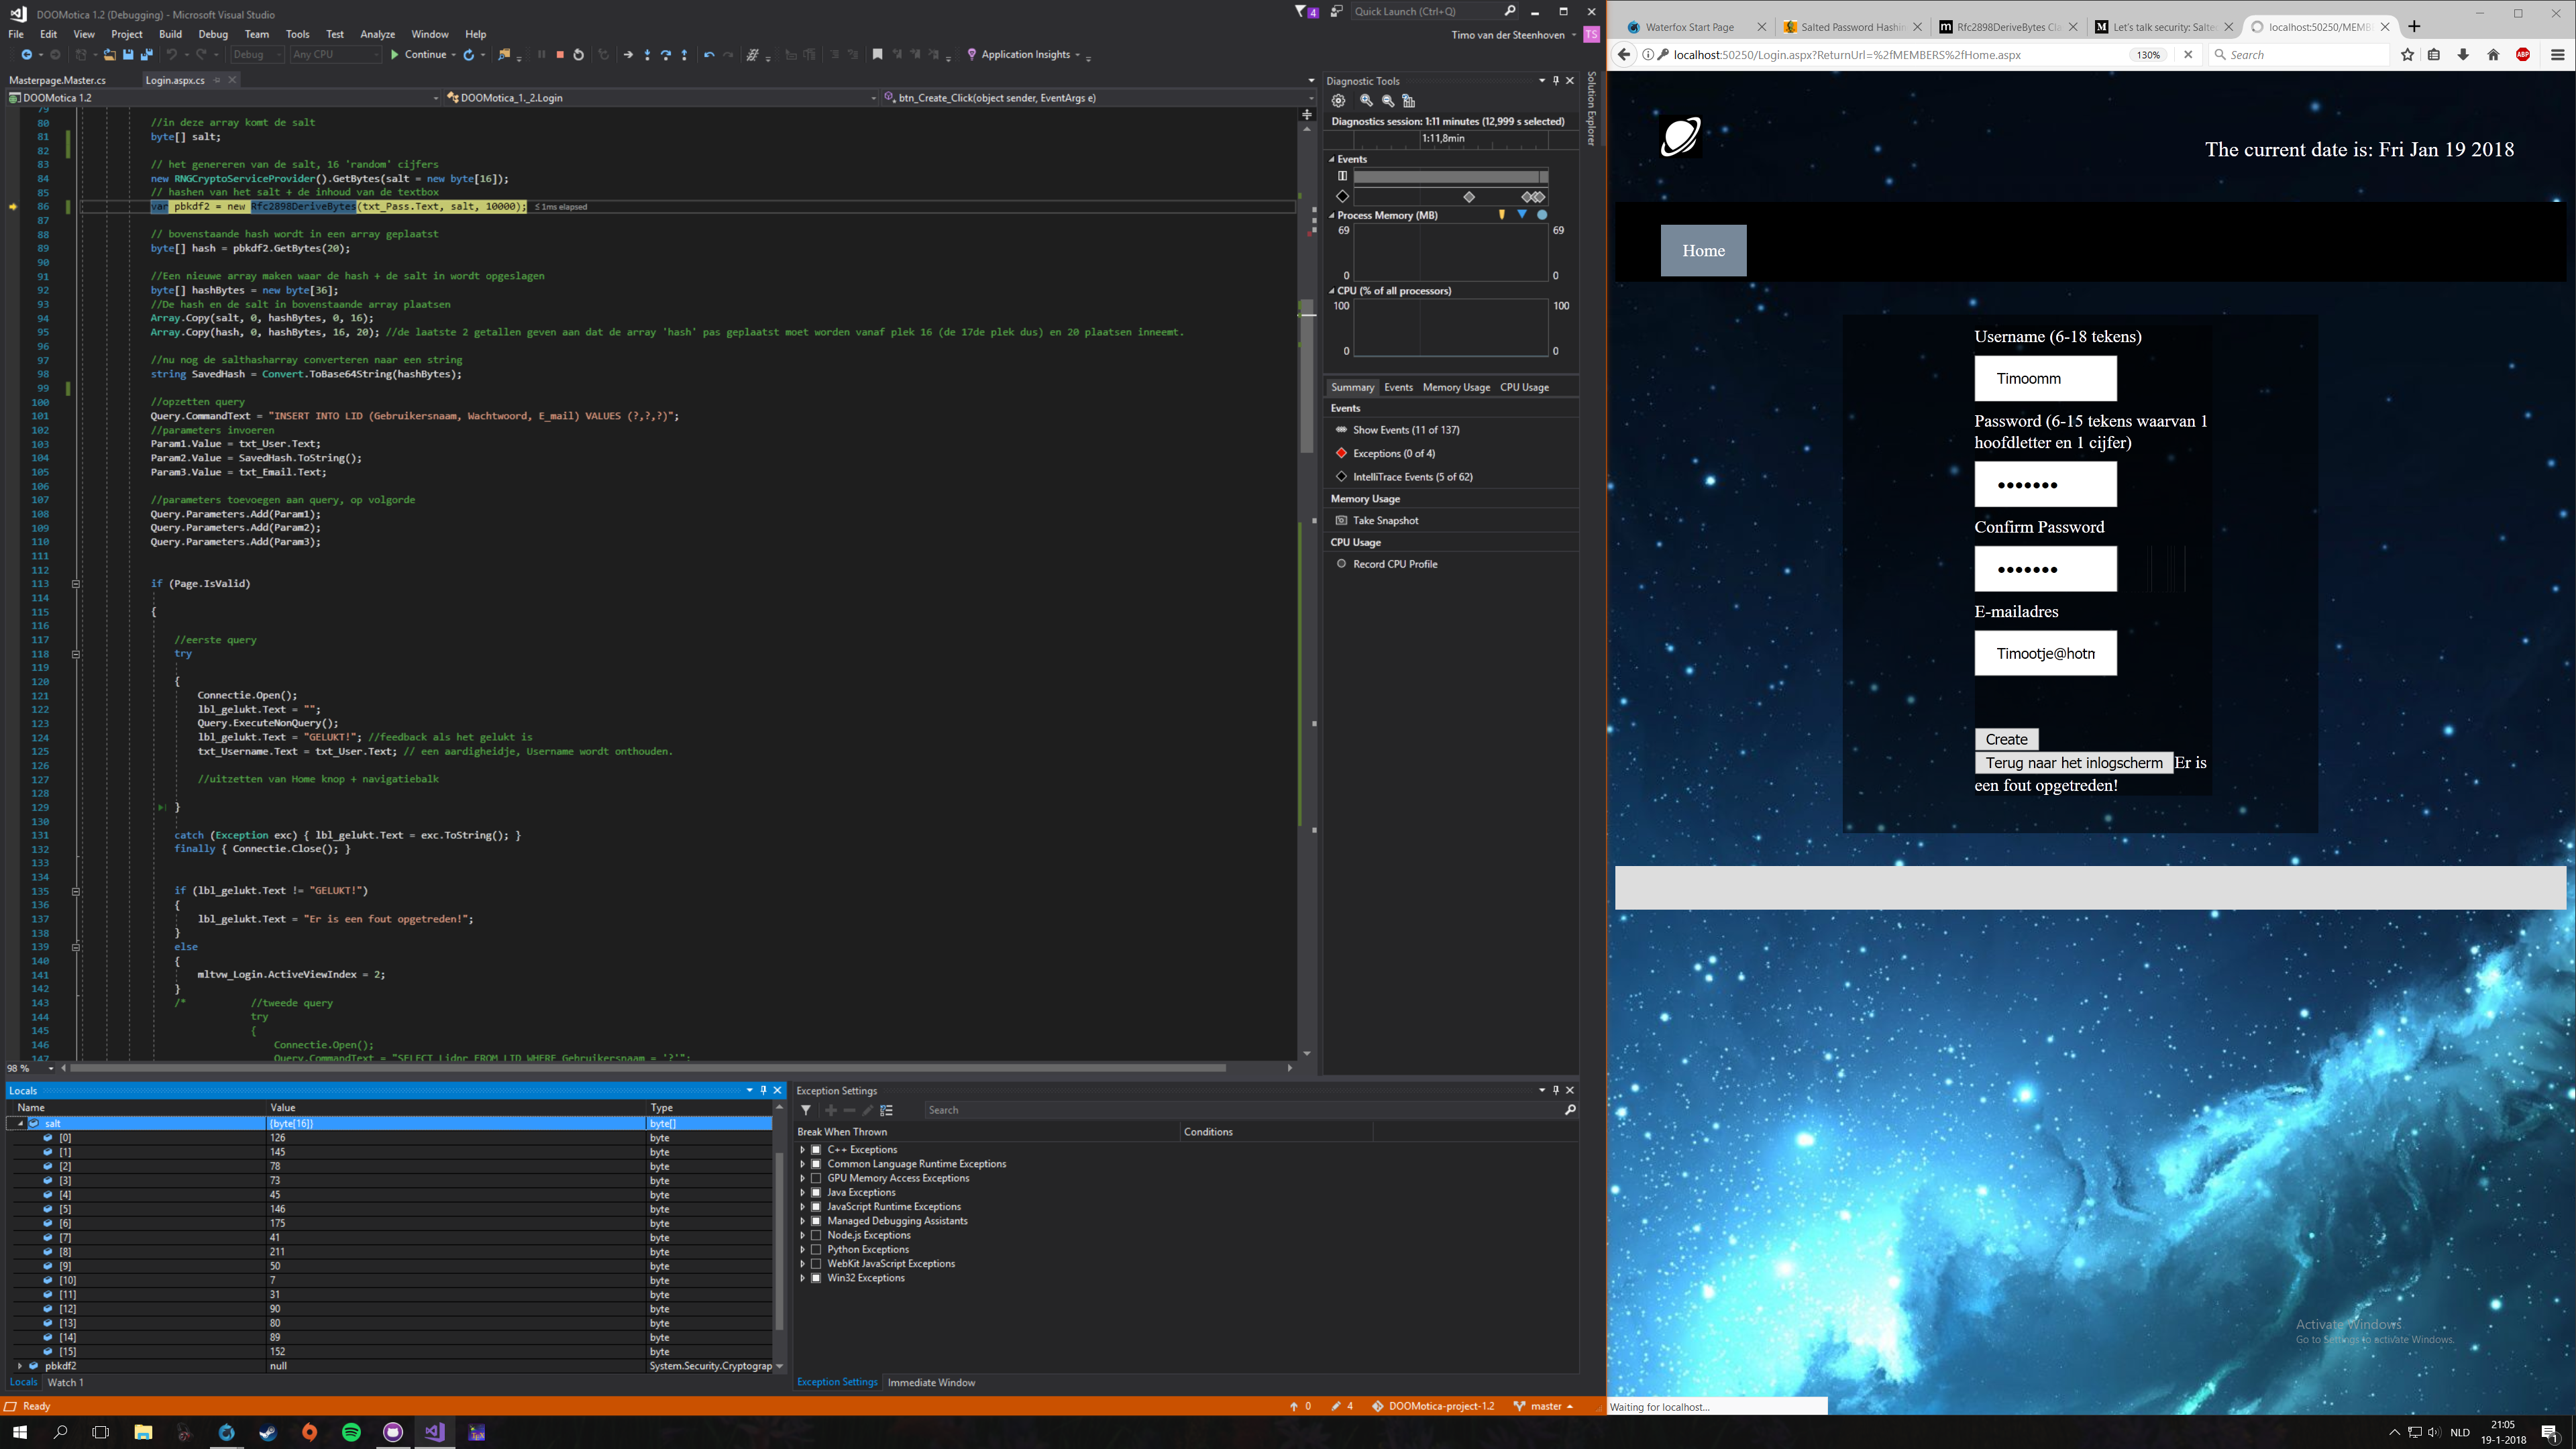 DOOMotica 1.2 (Debugging) - Microsoft Visual Studio
4
Quick Launch (Ctrl+Q)
File Edit View Project Build Debug Team Tools Test Analyze Window Help
Timo van der Steenhoven
TS
Debug Any CPU Continue Application Insights
Masterpage.Master.cs Login.aspx.cs
DOOMotica 1.2 DOOMotica_1._2.Login btn_Create_Click(object sender, EventArgs e)
79
80 //in deze array komt de salt
81 byte[] salt;
82
83 // het genereren van de salt, 16 'random' cijfers
84 new RNGCryptoServiceProvider().GetBytes(salt = new byte[16]);
85 // hashen van het salt + de inhoud van de textbox
86 var pbkdf2 = new Rfc2898DeriveBytes(txt_Pass.Text, salt, 10000); ≤1ms elapsed
87
88 // bovenstaande hash wordt in een array geplaatst
89 byte[] hash = pbkdf2.GetBytes(20);
90
91 //Een nieuwe array maken waar de hash + de salt in wordt opgeslagen
92 byte[] hashBytes = new byte[36];
93 //De hash en de salt in bovenstaande array plaatsen
94 Array.Copy(salt, 0, hashBytes, 0, 16);
95 Array.Copy(hash, 0, hashBytes, 16, 20); //de laatste 2 getallen geven aan dat de array 'hash' pas geplaatst moet worden vanaf plek 16 (de 17de plek dus) en 20 plaatsen inneemt.
96
97 //nu nog de salthasharray converteren naar een string
98 string SavedHash = Convert.ToBase64String(hashBytes);
99
100 //opzetten query
101 Query.CommandText = "INSERT INTO LID (Gebruikersnaam, Wachtwoord, E_mail) VALUES (?,?,?)";
102 //parameters invoeren
103 Param1.Value = txt_User.Text;
104 Param2.Value = SavedHash.ToString();
105 Param3.Value = txt_Email.Text;
106
107 //parameters toevoegen aan query, op volgorde
108 Query.Parameters.Add(Param1);
109 Query.Parameters.Add(Param2);
110 Query.Parameters.Add(Param3);
111
112
113 if (Page.IsValid)
114
115 {
116
117 //eerste query
118 try
119
120 {
121 Connectie.Open();
122 lbl_gelukt.Text = "";
123 Query.ExecuteNonQuery();
124 lbl_gelukt.Text = "GELUKT!"; //feedback als het gelukt is
125 txt_Username.Text = txt_User.Text; // een aardigheidje, Username wordt onthouden.
126
127 //uitzetten van Home knop + navigatiebalk
128
129 }
130
131 catch (Exception exc) { lbl_gelukt.Text = exc.ToString(); }
132 finally { Connectie.Close(); }
133
134
135 if (lbl_gelukt.Text != "GELUKT!")
136 {
137 lbl_gelukt.Text = "Er is een fout opgetreden!";
138 }
139 else
140 {
141 mltvw_Login.ActiveViewIndex = 2;
142 }
143 /* //tweede query
144 try
145 {
146 Connectie.Open();
147 Query.CommandText = "SELECT Lidnr FROM LID WHERE Gebruikersnaam = '?'";
98 %
Diagnostic Tools
Diagnostics session: 1:11 minutes (12,999 s selected)
1:11,8min
Events
Process Memory (MB)
69 69
0 0
CPU (% of all processors)
100 100
0 0
Summary Events Memory Usage CPU Usage
Events
Show Events (11 of 137)
Exceptions (0 of 4)
IntelliTrace Events (5 of 62)
Memory Usage
Take Snapshot
CPU Usage
Record CPU Profile
Solution Explorer
Locals
Name Value Type
salt {byte[16]} byte[]
[0] 126 byte
[1] 145 byte
[2] 78 byte
[3] 73 byte
[4] 45 byte
[5] 146 byte
[6] 175 byte
[7] 41 byte
[8] 211 byte
[9] 50 byte
[10] 7 byte
[11] 31 byte
[12] 90 byte
[13] 80 byte
[14] 89 byte
[15] 152 byte
pbkdf2 null System.Security.Cryptograp
Locals Watch 1
Exception Settings
Search
Break When Thrown Conditions
C++ Exceptions
Common Language Runtime Exceptions
GPU Memory Access Exceptions
Java Exceptions
JavaScript Runtime Exceptions
Managed Debugging Assistants
Node.js Exceptions
Python Exceptions
WebKit JavaScript Exceptions
Win32 Exceptions
Exception Settings Immediate Window
Ready
0 4 DOOMotica-project-1.2 master
Waterfox Start Page Salted Password Hashin Rfc2898DeriveBytes Cla Let's talk security: Salted localhost:50250/MEMBE
localhost:50250/Login.aspx?ReturnUrl=%2fMEMBERS%2fHome.aspx
130%
Search
ABP
The current date is: Fri Jan 19 2018
Home
Username (6-18 tekens)
Timoomm
Password (6-15 tekens waarvan 1
hoofdletter en 1 cijfer)
Confirm Password
E-mailadres
Timootje@hotn
Create
Terug naar het inlogscherm Er is
een fout opgetreden!
Activate Windows
Go to Settings to activate Windows.
Waiting for localhost...
NLD
21:05
19-1-2018
1